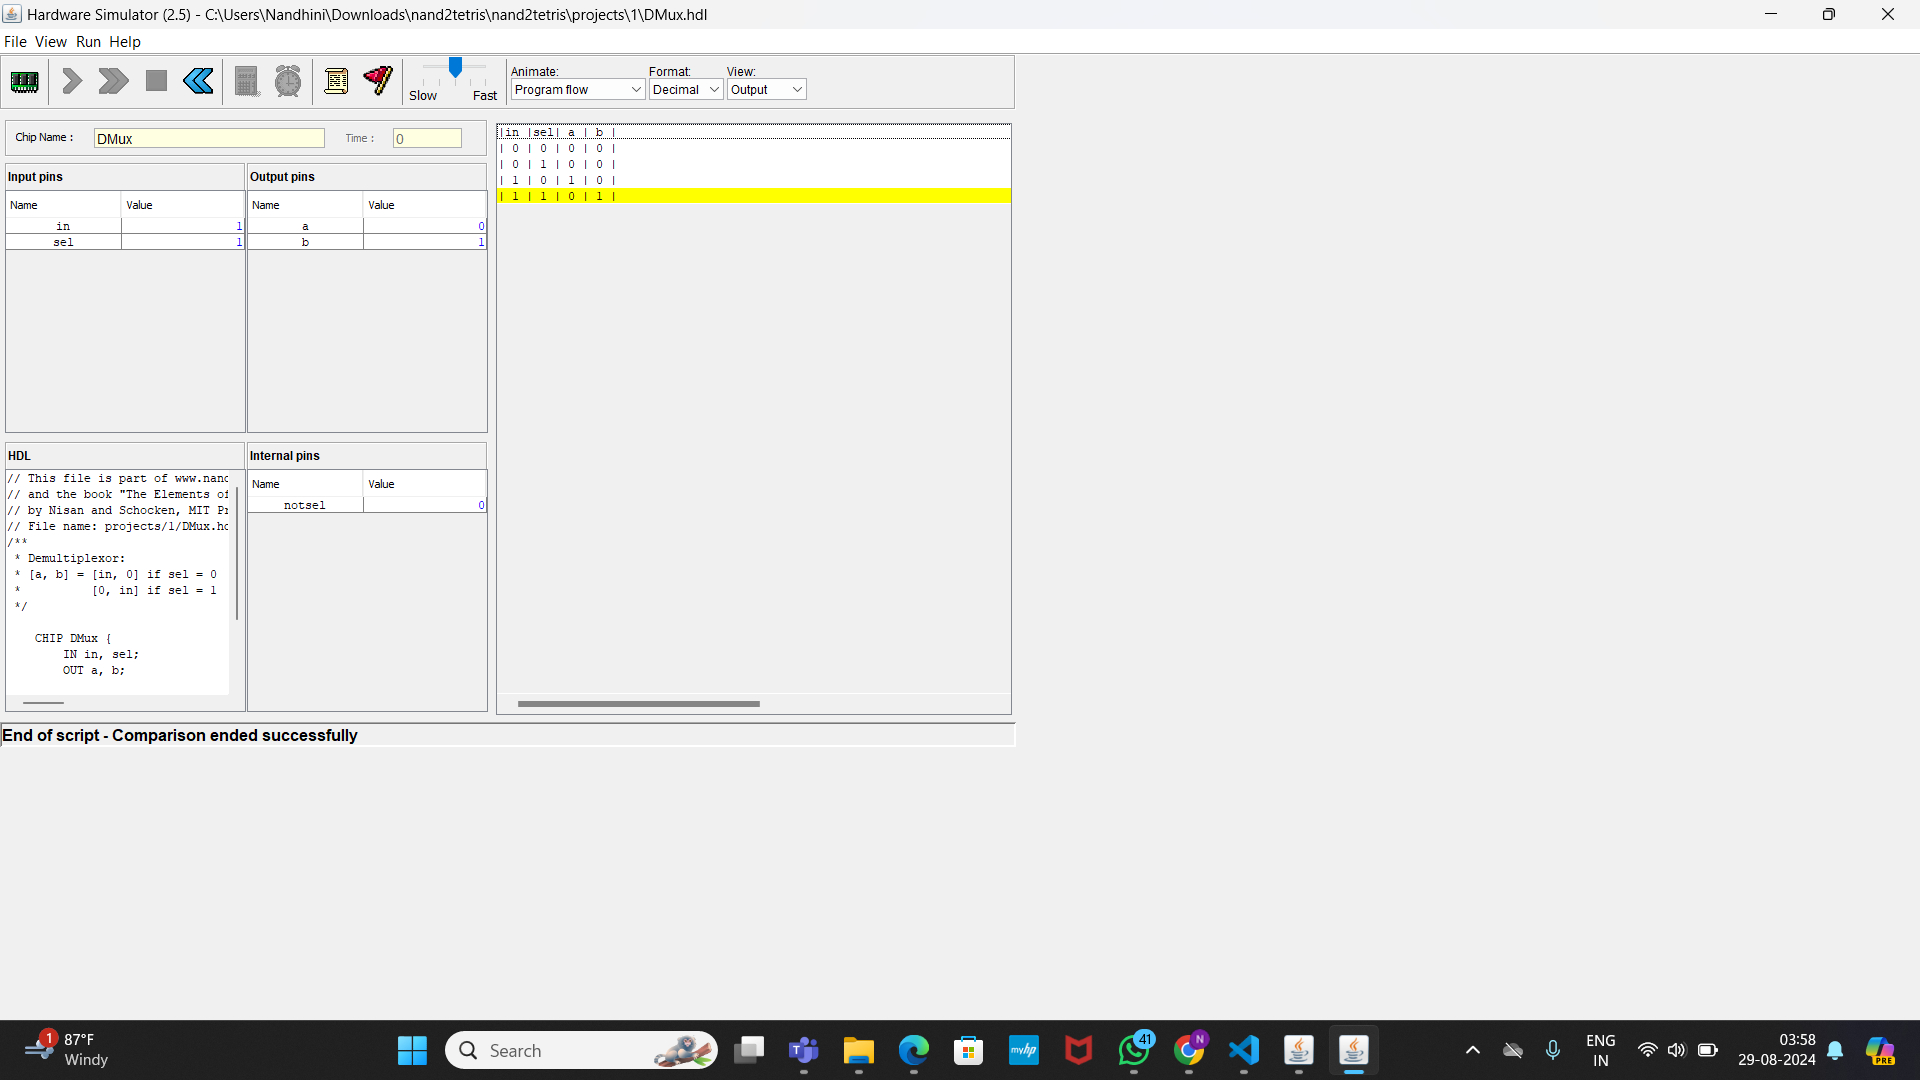 Hardware Simulator (2.5) - C:\Users\Nandhini\Downloads\nand2tetris\nand2tetris\projects\1\DMux.hdl
File View Run Help
Slow Fast
Animate: Format: View:
Program flow Decimal Output
Chip Name : DMux Time : 0
Input pins
Name Value
in 1
sel 1
Output pins
Name Value
a 0
b 1
|in |sel| a | b |
| 0 | 0 | 0 | 0 |
| 0 | 1 | 0 | 0 |
| 1 | 0 | 1 | 0 |
| 1 | 1 | 0 | 1 |
HDL
// This file is part of www.nand
// and the book "The Elements of
// by Nisan and Schocken, MIT Pr
// File name: projects/1/DMux.hd
/**
* Demultiplexor:
* [a, b] = [in, 0] if sel = 0
* [0, in] if sel = 1
*/
CHIP DMux {
IN in, sel;
OUT a, b;
Internal pins
Name Value
notsel 0
End of script - Comparison ended successfully
1
87°F
Windy
Search
myhp
41
N
ENG
IN
03:58
29-08-2024
PRE